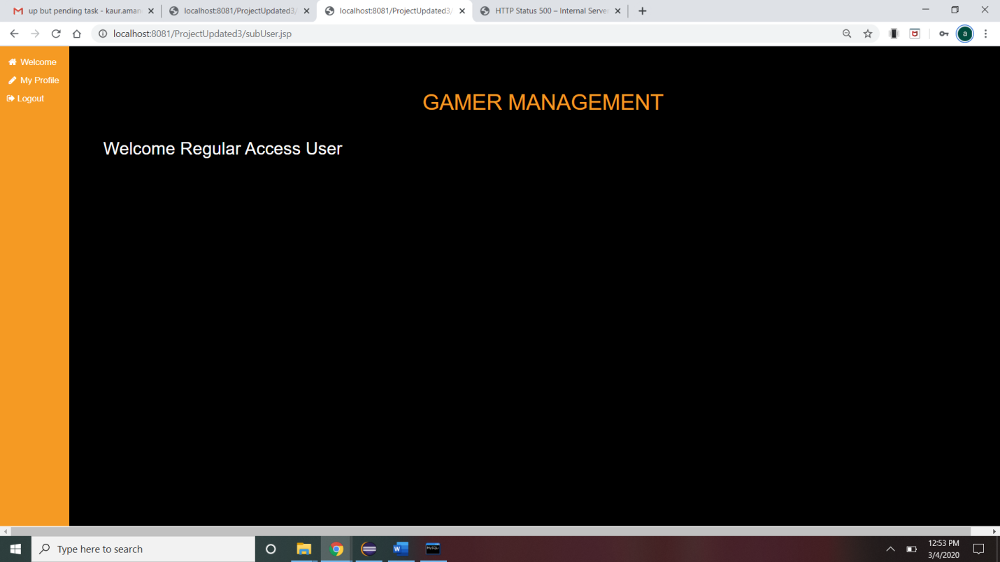 up but pending task - kaur.aman
localhost:8081/ProjectUpdated3/
localhost:8081/ProjectUpdated3/
HTTP Status 500 – Internal Server
localhost:8081/ProjectUpdated3/subUser.jsp
a
Welcome
My Profile
Logout
GAMER MANAGEMENT
Welcome Regular Access User
Type here to search
W
MySQL
12:53 PM
3/4/2020